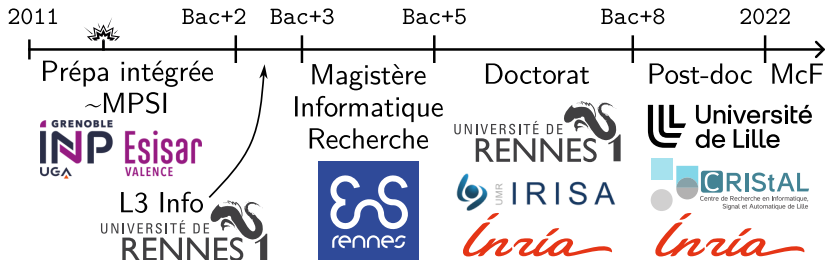 2011 Bac+2 Bac+3 Bac+5 Bac+8 2022
Prépa intégrée
~MPSI
GRENOBLE
INP
UGA
Esisar
VALENCE
L3 Info
UNIVERSITÉ DE
RENNES 1
Magistère
Informatique
Recherche
ENS
rennes
Doctorat
UNIVERSITÉ DE
RENNES 1
UMR
IRISA
Inria
Post-doc
Université
de Lille
CRIStAL
Centre de Recherche en Informatique,
Signal et Automatique de Lille
Inria
McF